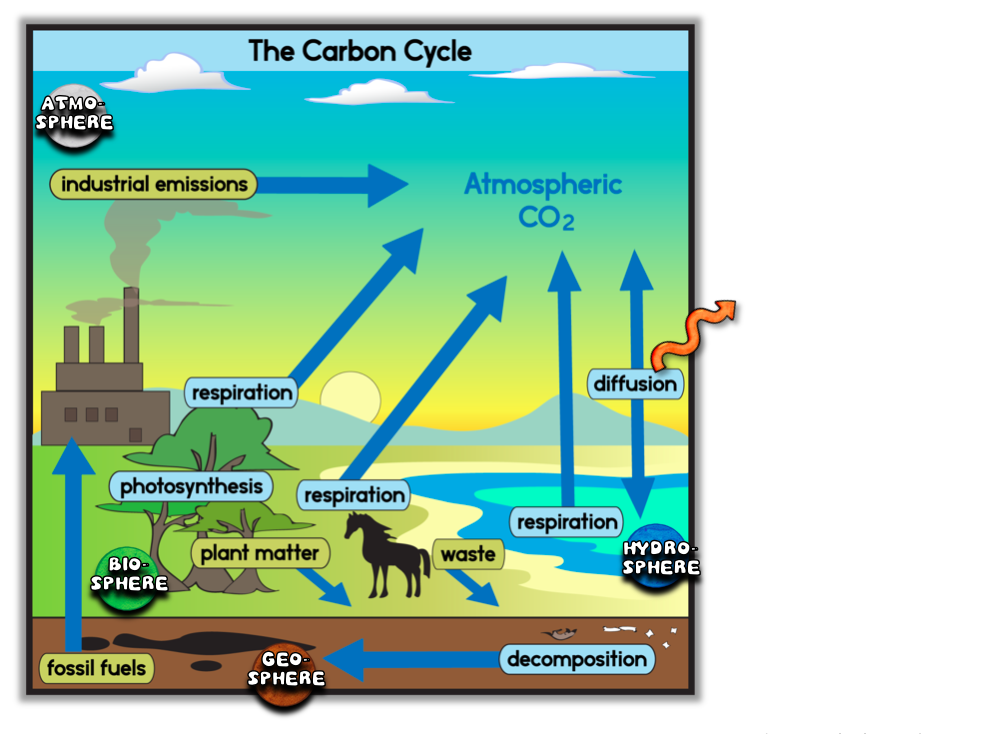 The Carbon Cycle
ATMO-
SPHERE
industrial emissions
Atmospheric
CO₂
respiration
diffusion
photosynthesis
respiration
respiration
plant matter
waste
HYDRO-
SPHERE
BIO-
SPHERE
fossil fuels
GEO-
SPHERE
decomposition